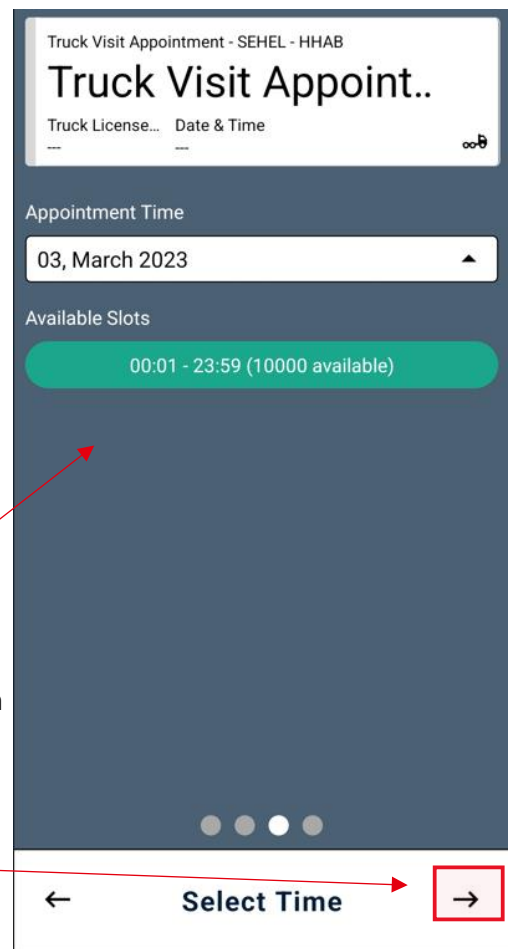 Truck Visit Appointment - SEHEL - HHAB
Truck Visit Appoint..
Truck License... Date & Time
--- ---
Appointment Time
03, March 2023
Available Slots
00:01 - 23:59 (10000 available)
Select Time